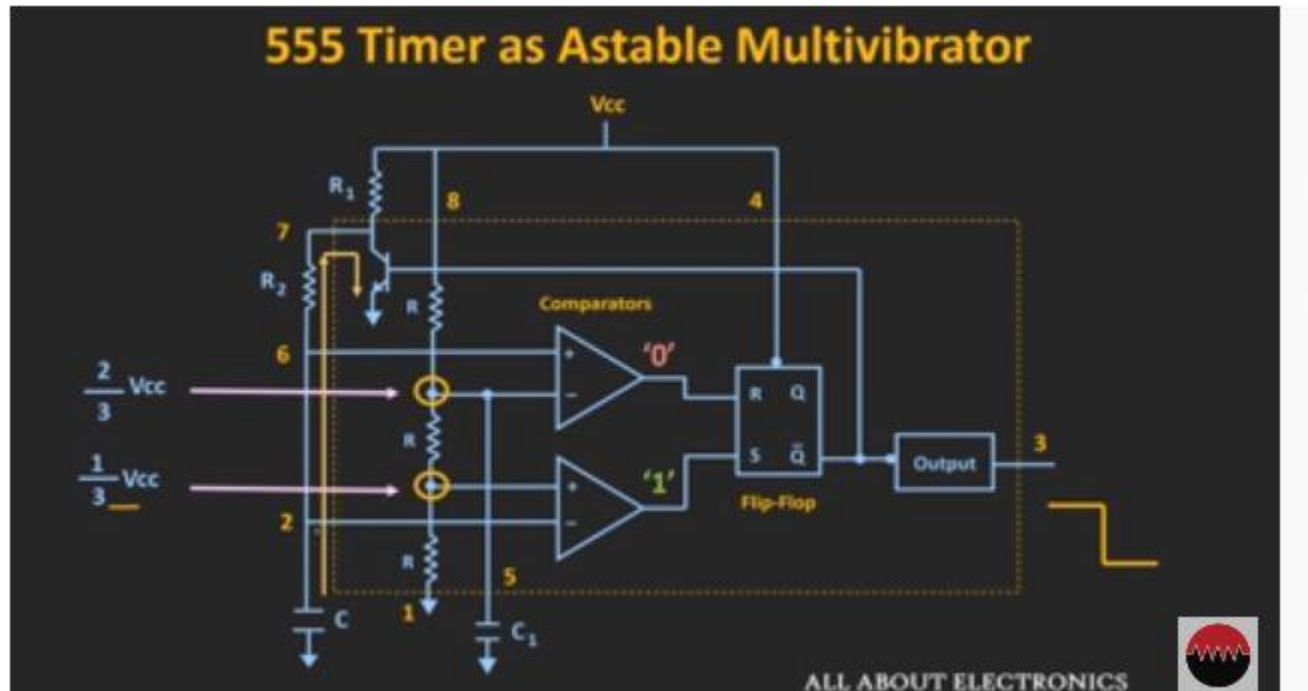 555 Timer as Astable Multivibrator
Vcc
R1
8
4
7
R2
R
Comparators
6
'0'
2/3 Vcc
R Q
R
3
1/3 Vcc
S Q̅
Output
'1'
Flip-Flop
2
R
5
1
C
C1
ALL ABOUT ELECTRONICS